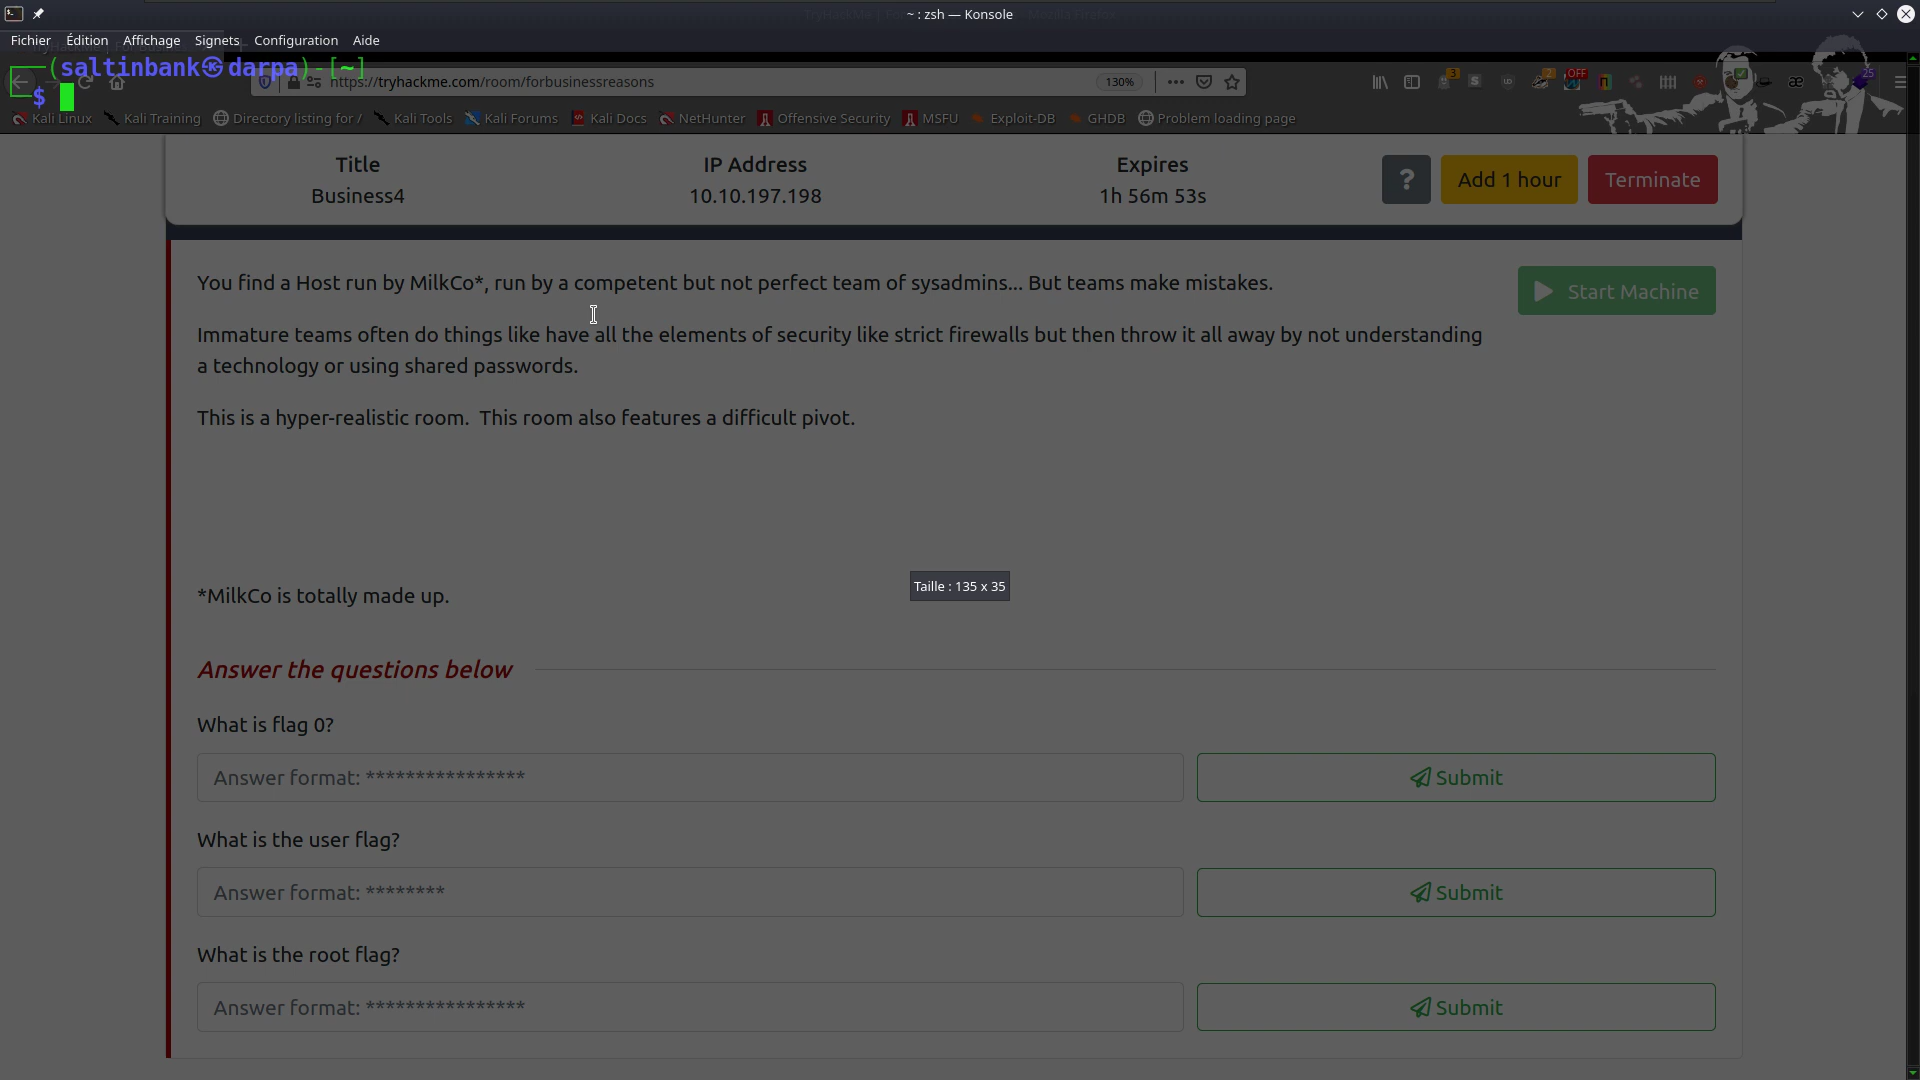 ~ : zsh — Konsole
Fichier Édition Affichage Signets Configuration Aide
(saltinbank㉿darpa)-[~]
$
https://tryhackme.com/room/forbusinessreasons
130%
3
2
OFF
25
Kali Linux Kali Training Directory listing for / Kali Tools Kali Forums Kali Docs NetHunter Offensive Security MSFU Exploit-DB GHDB Problem loading page
Title IP Address Expires
Business4 10.10.197.198 1h 56m 53s
? Add 1 hour Terminate
You find a Host run by MilkCo*, run by a competent but not perfect team of sysadmins... But teams make mistakes.
Start Machine
Immature teams often do things like have all the elements of security like strict firewalls but then throw it all away by not understanding
a technology or using shared passwords.
This is a hyper-realistic room. This room also features a difficult pivot.
Taille : 135 x 35
*MilkCo is totally made up.
Answer the questions below
What is flag 0?
Answer format: **************** Submit
What is the user flag?
Answer format: ******** Submit
What is the root flag?
Answer format: **************** Submit